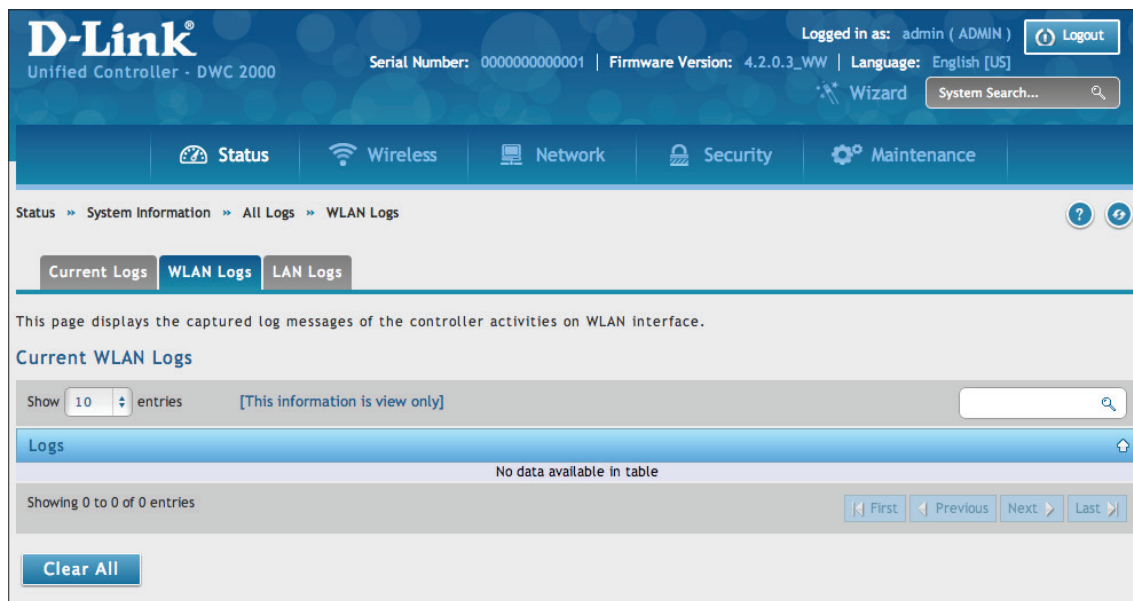 D-Link®
Unified Controller - DWC 2000
Logged in as: admin ( ADMIN )
Logout
Serial Number: 0000000000001 | Firmware Version: 4.2.0.3_WW | Language: English [US]
Wizard
System Search...
Status
Wireless
Network
Security
Maintenance
Status » System Information » All Logs » WLAN Logs
?
Current Logs
WLAN Logs
LAN Logs
This page displays the captured log messages of the controller activities on WLAN interface.
Current WLAN Logs
Show 10 entries
[This information is view only]
Logs
No data available in table
Showing 0 to 0 of 0 entries
First
Previous
Next
Last
Clear All